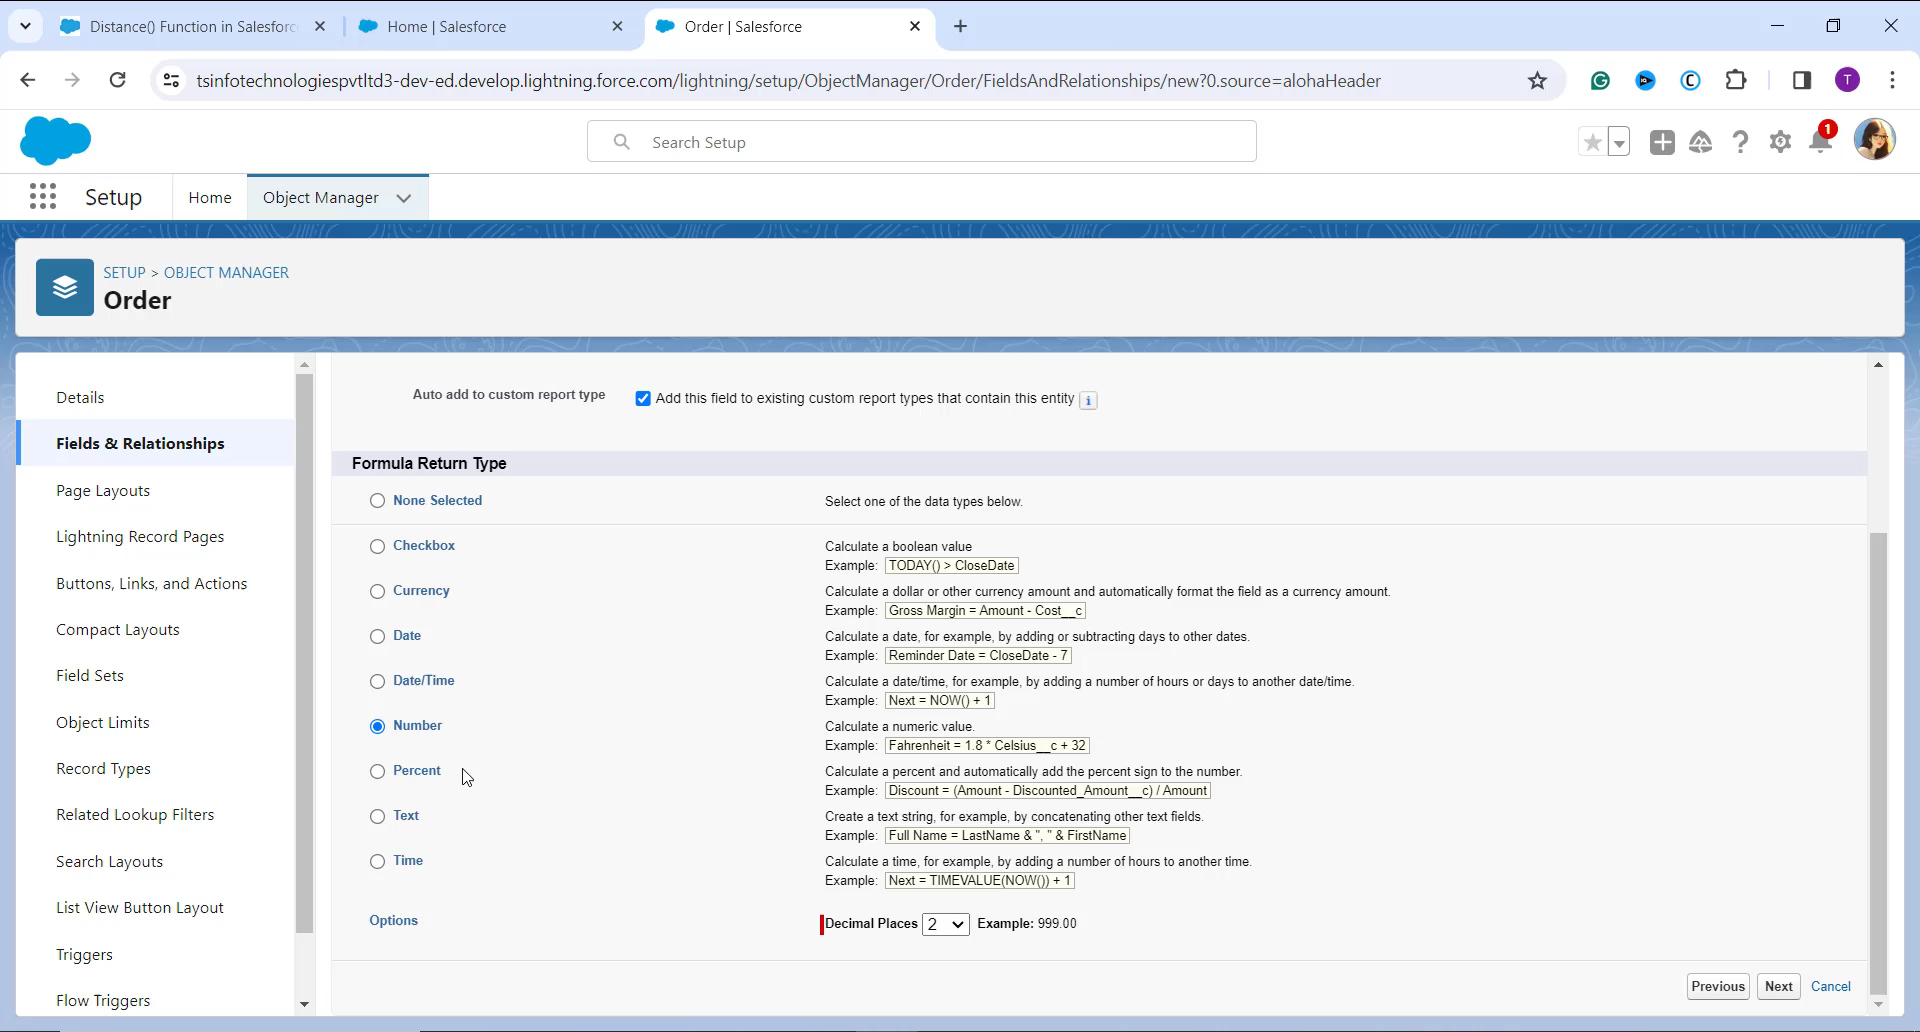 Distance() Function in Salesforc
Home | Salesforce
Order | Salesforce
tsinfotechnologiespvtltd3-dev-ed.develop.lightning.force.com/lightning/setup/ObjectManager/Order/FieldsAndRelationships/new?0.source=alohaHeader
T
Search Setup
1
Setup
Home
Object Manager
SETUP > OBJECT MANAGER
Order
Details
Fields & Relationships
Page Layouts
Lightning Record Pages
Buttons, Links, and Actions
Compact Layouts
Field Sets
Object Limits
Record Types
Related Lookup Filters
Search Layouts
List View Button Layout
Triggers
Flow Triggers
Auto add to custom report type
Add this field to existing custom report types that contain this entity
i
Formula Return Type
None Selected
Select one of the data types below.
Checkbox
Calculate a boolean value
Example: TODAY() > CloseDate
Currency
Calculate a dollar or other currency amount and automatically format the field as a currency amount.
Example: Gross Margin = Amount - Cost__c
Date
Calculate a date, for example, by adding or subtracting days to other dates.
Example: Reminder Date = CloseDate - 7
Date/Time
Calculate a date/time, for example, by adding a number of hours or days to another date/time.
Example: Next = NOW() + 1
Number
Calculate a numeric value.
Example: Fahrenheit = 1.8 * Celsius__c + 32
Percent
Calculate a percent and automatically add the percent sign to the number.
Example: Discount = (Amount - Discounted_Amount__c) / Amount
Text
Create a text string, for example, by concatenating other text fields.
Example: Full Name = LastName & ", " & FirstName
Time
Calculate a time, for example, by adding a number of hours to another time.
Example: Next = TIMEVALUE(NOW()) + 1
Options
Decimal Places 2 Example: 999.00
Previous
Next
Cancel